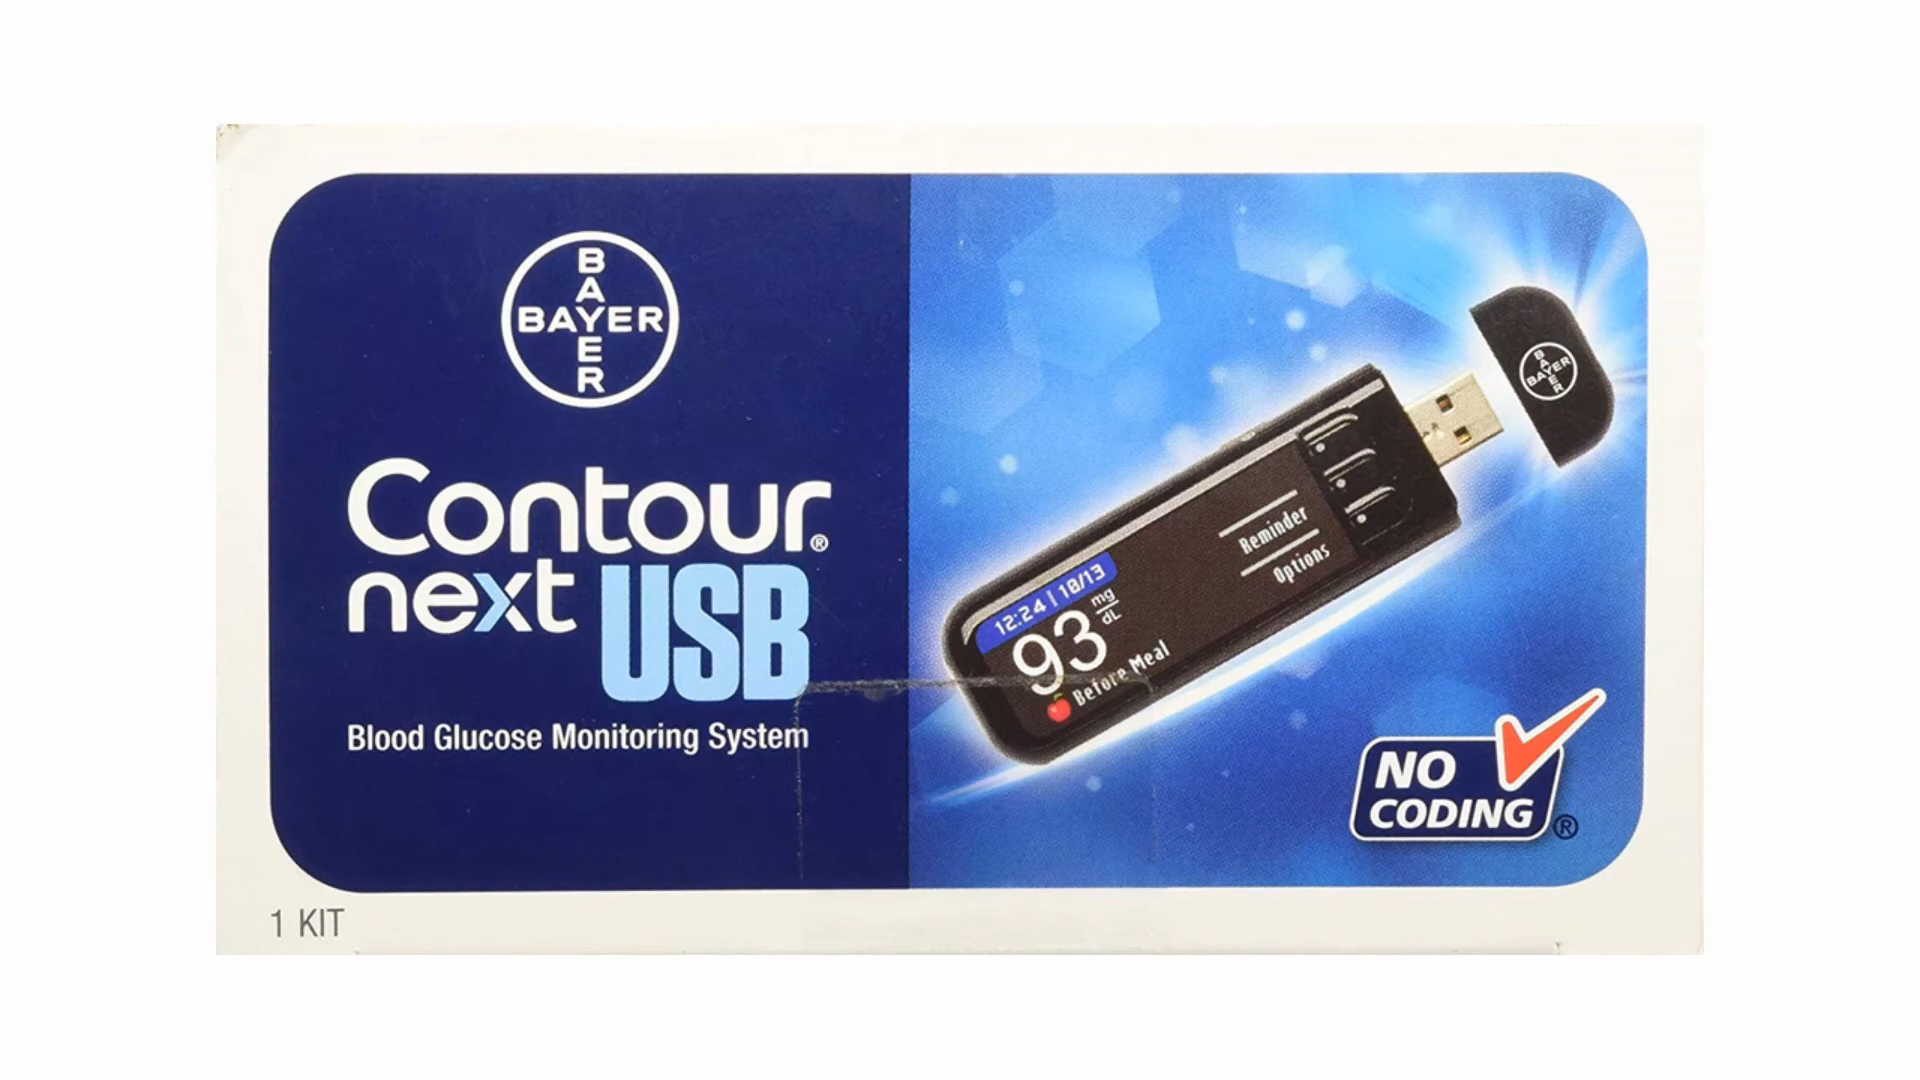 BAYER
BAYER
Contour®
next USB
Blood Glucose Monitoring System
BAYER
BAYER
Reminder
Options
12:24 | 10/13
93 mg/dL
Before Meal
NO
CODING®
1 KIT